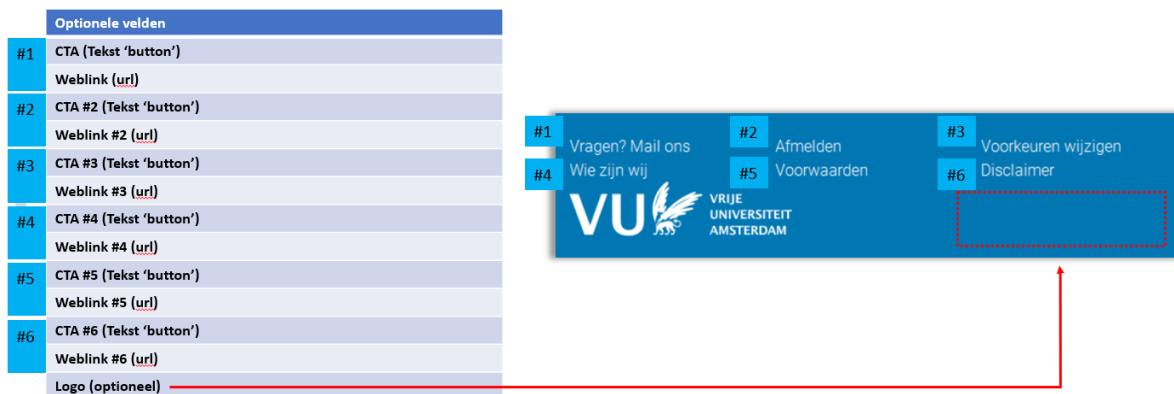 Optionele velden
#1
CTA (Tekst ‘button’)
Weblink (url)
#2
CTA #2 (Tekst ‘button’)
Weblink #2 (url)
#3
CTA #3 (Tekst ‘button’)
Weblink #3 (url)
#4
CTA #4 (Tekst ‘button’)
Weblink #4 (url)
#5
CTA #5 (Tekst ‘button’)
Weblink #5 (url)
#6
CTA #6 (Tekst ‘button’)
Weblink #6 (url)
Logo (optioneel)
#1 Vragen? Mail ons #2 Afmelden #3 Voorkeuren wijzigen
#4 Wie zijn wij #5 Voorwaarden #6 Disclaimer
VU
VRIJE
UNIVERSITEIT
AMSTERDAM